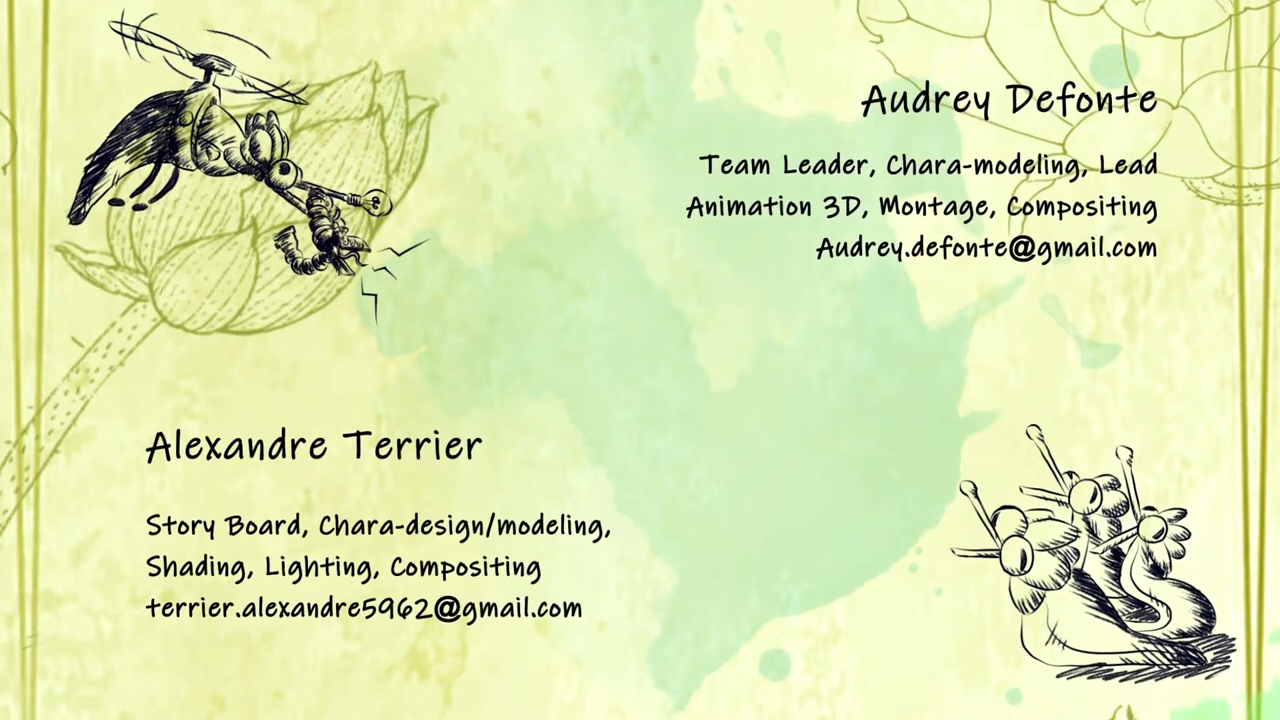 Audrey Defonte
Team Leader, Chara-modeling, Lead
Animation 3D, Montage, Compositing
Audrey.defonte@gmail.com
Alexandre Terrier
Story Board, Chara-design/modeling,
Shading, Lighting, Compositing
terrier.alexandre5962@gmail.com